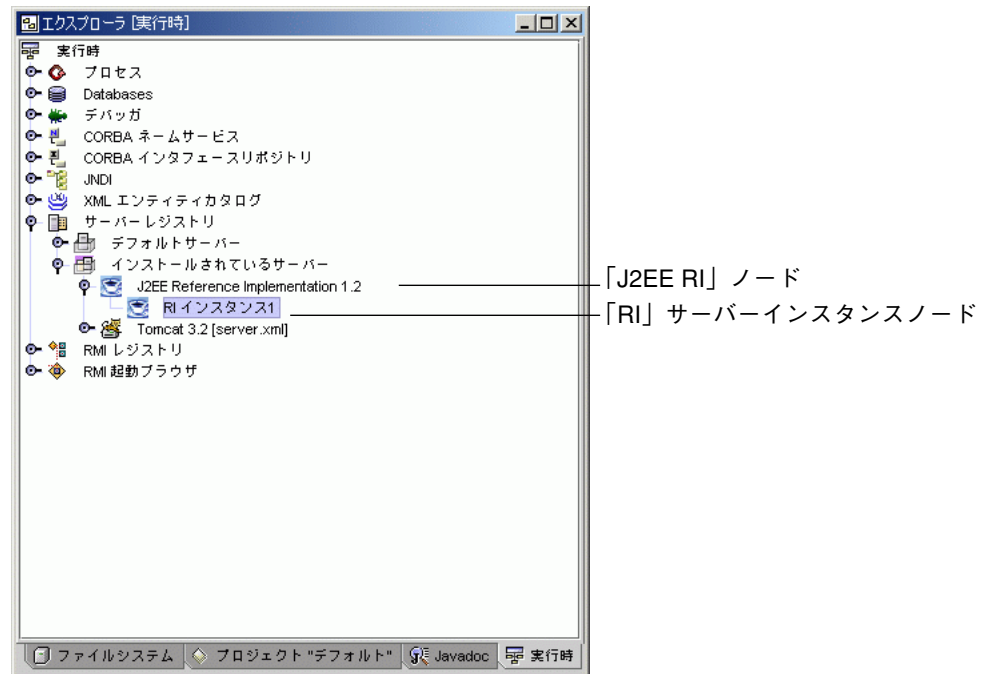 エクスプローラ [実行時]
実行時
プロセス
Databases
デバッガ
CORBA ネームサービス
CORBA インタフェースリポジトリ
JNDI
XML エンティティカタログ
サーバーレジストリ
デフォルトサーバー
インストールされているサーバー
J2EE Reference Implementation 1.2
「J2EE RI」ノード
RI インスタンス1
「RI」サーバーインスタンスノード
Tomcat 3.2 [server.xml]
RMI レジストリ
RMI 起動ブラウザ
ファイルシステム プロジェクト "デフォルト" Javadoc 実行時